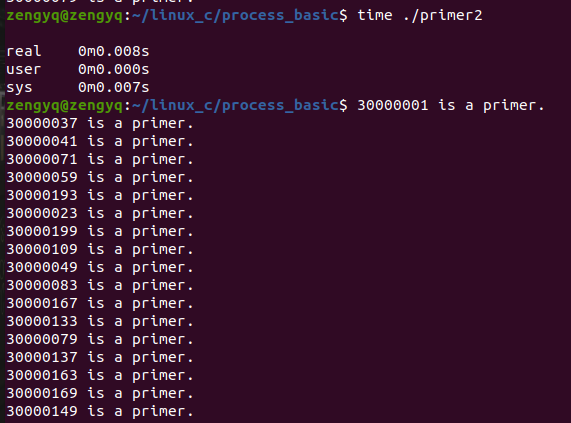 30000079 is a primer.
zengyq@zengyq:~/linux_c/process_basic$ time ./primer2
real 0m0.008s
user 0m0.000s
sys 0m0.007s
zengyq@zengyq:~/linux_c/process_basic$ 30000001 is a primer.
30000037 is a primer.
30000041 is a primer.
30000071 is a primer.
30000059 is a primer.
30000193 is a primer.
30000023 is a primer.
30000199 is a primer.
30000109 is a primer.
30000049 is a primer.
30000083 is a primer.
30000167 is a primer.
30000133 is a primer.
30000079 is a primer.
30000137 is a primer.
30000163 is a primer.
30000169 is a primer.
30000149 is a primer.